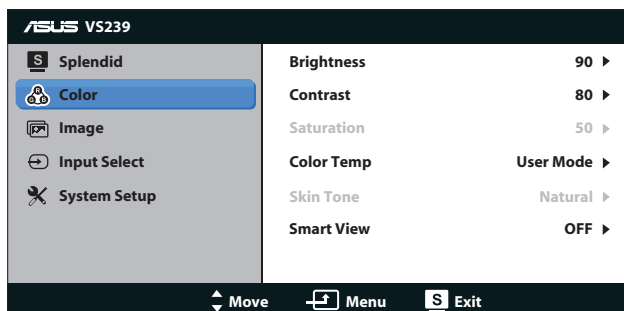 ASUS VS239
S Splendid
Color
Image
Input Select
System Setup
Brightness 90
Contrast 80
Saturation 50
Color Temp User Mode
Skin Tone Natural
Smart View OFF
Move Menu S Exit